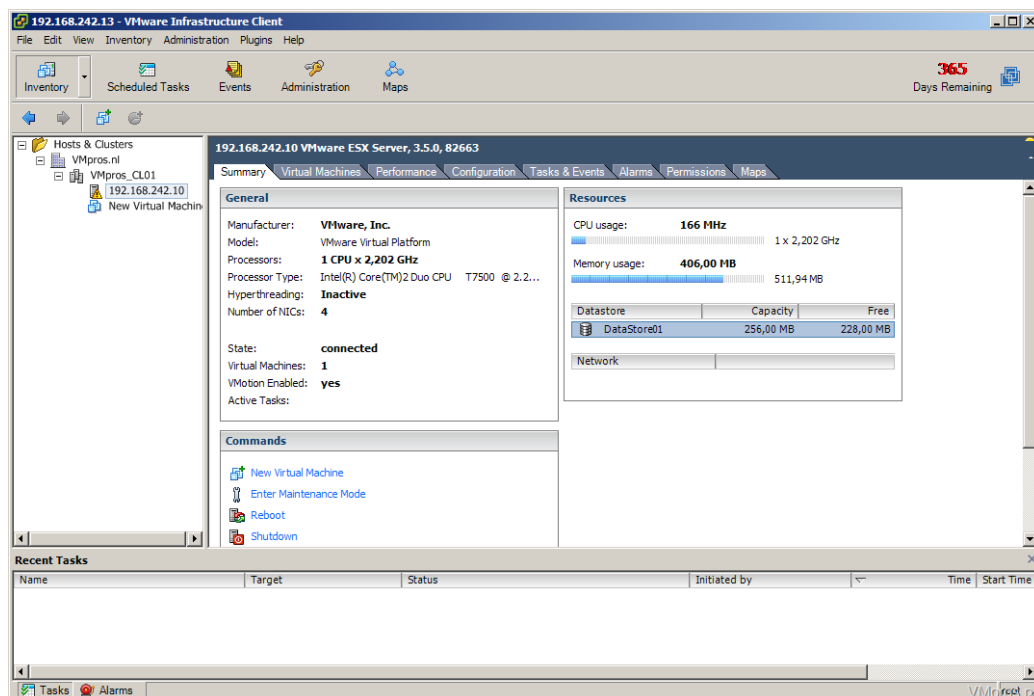 192.168.242.13 - VMware Infrastructure Client
File Edit View Inventory Administration Plugins Help
Inventory Scheduled Tasks Events Administration Maps
365
Days Remaining
Hosts & Clusters
VMpros.nl
VMpros_CL01
192.168.242.10
New Virtual Machin
192.168.242.10 VMware ESX Server, 3.5.0, 82663
Summary Virtual Machines Performance Configuration Tasks & Events Alarms Permissions Maps
General
Manufacturer: VMware, Inc.
Model: VMware Virtual Platform
Processors: 1 CPU x 2,202 GHz
Processor Type: Intel(R) Core(TM)2 Duo CPU T7500 @ 2.2...
Hyperthreading: Inactive
Number of NICs: 4
State: connected
Virtual Machines: 1
VMotion Enabled: yes
Active Tasks:
Commands
New Virtual Machine
Enter Maintenance Mode
Reboot
Shutdown
Resources
CPU usage: 166 MHz
1 x 2,202 GHz
Memory usage: 406,00 MB
511,94 MB
Datastore Capacity Free
DataStore01 256,00 MB 228,00 MB
Network
Recent Tasks
Name Target Status Initiated by Time Start Time
Tasks Alarms